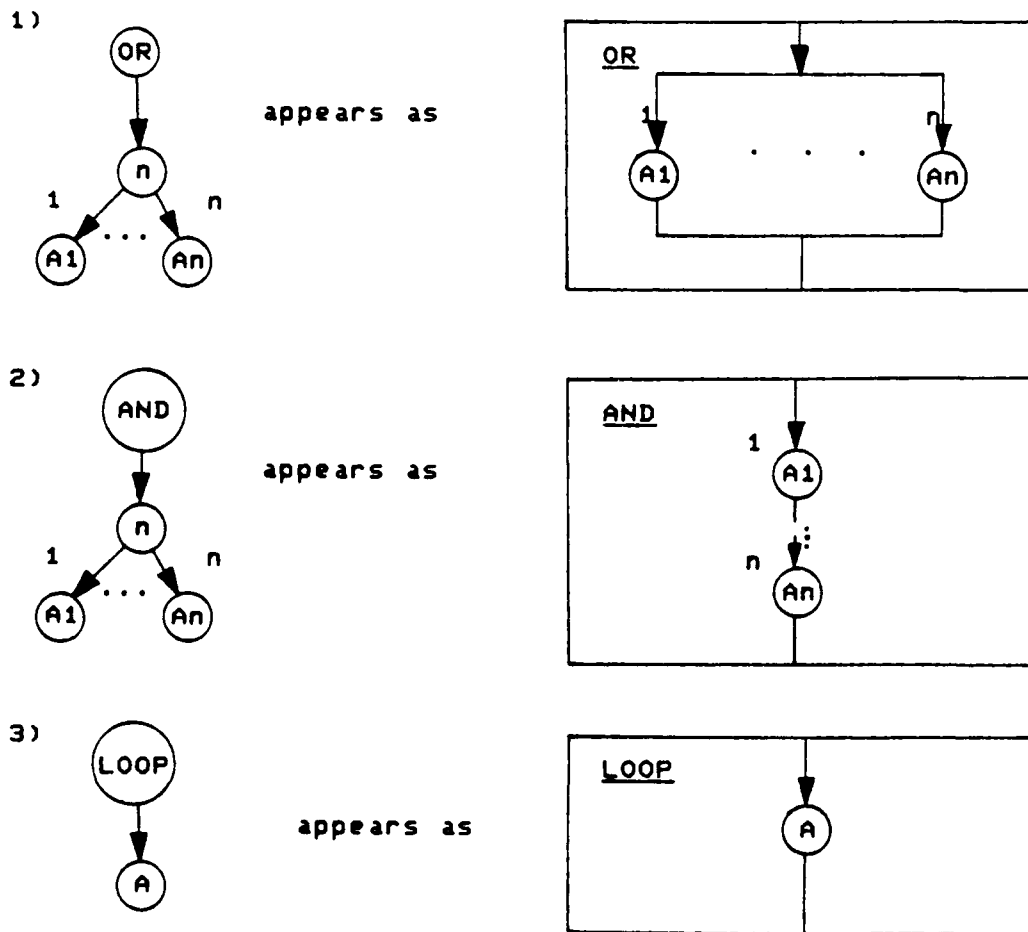 1)
OR
n
1 n
A1 ... An
appears as
OR
1 n
A1 . . . An
2)
AND
n
1 n
A1 ... An
appears as
AND
1
A1
n
An
3)
LOOP
A
appears as
LOOP
A